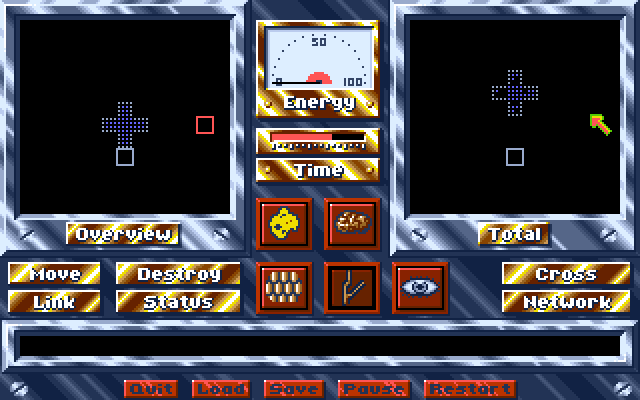 50
0 100
Energy
Time
Overview
Total
Move Destroy Cross
Link Status Network
Quit Load Save Pause Restart